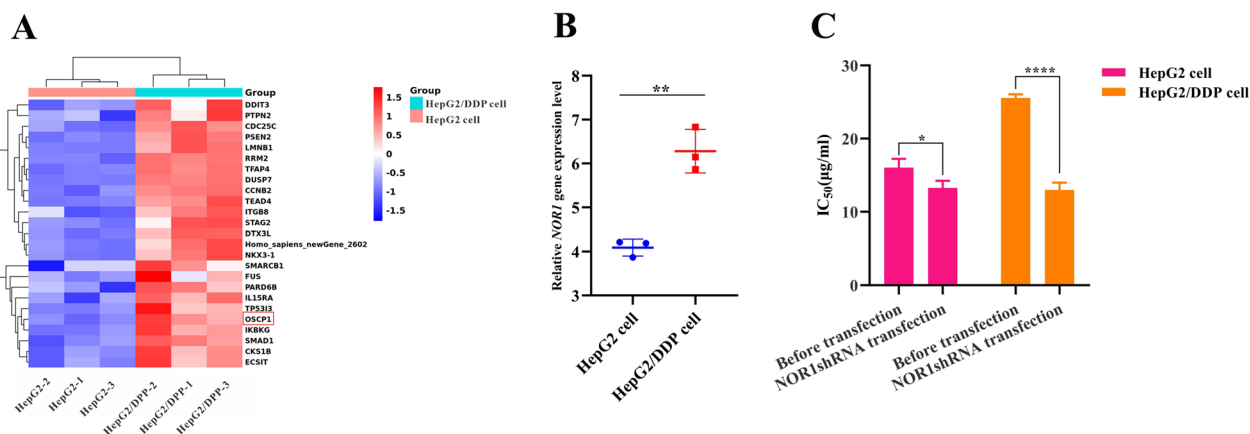 A
Group
DDIT3
PTPN2
CDC25C
PSEN2
LMNB1
RRM2
TFAP4
DUSP7
CCNB2
TEAD4
ITGB8
STAG2
DTX3L
Homo_sapiens_newGene_2602
NKX3-1
SMARCB1
FUS
PARD6B
IL15RA
TP53I3
OSCP1
IKBKG
SMAD1
CKS1B
ECSIT
HepG2-2
HepG2-1
HepG2-3
HepG2/DPP-2
HepG2/DPP-1
HepG2/DPP-3
1.5
1
0.5
0
-0.5
-1
-1.5
Group
HepG2/DDP cell
HepG2 cell
B
Relative NOR1 gene expression level
8
7
6
5
4
3
**
HepG2 cell
HepG2/DDP cell
C
IC50(μg/ml)
30
20
10
0
*
****
Before transfection
NOR1shRNA transfection
Before transfection
NOR1shRNA transfection
HepG2 cell
HepG2/DDP cell